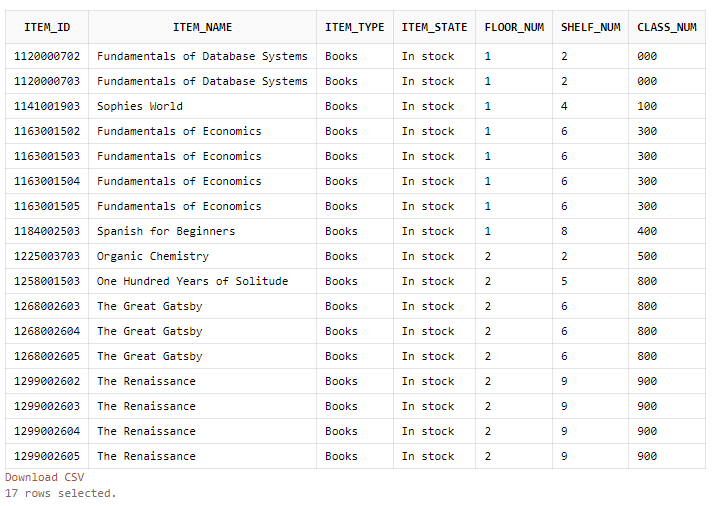 ITEM_ID ITEM_NAME ITEM_TYPE ITEM_STATE FLOOR_NUM SHELF_NUM CLASS_NUM
1120000702 Fundamentals of Database Systems Books In stock 1 2 000
1120000703 Fundamentals of Database Systems Books In stock 1 2 000
1141001903 Sophies World Books In stock 1 4 100
1163001502 Fundamentals of Economics Books In stock 1 6 300
1163001503 Fundamentals of Economics Books In stock 1 6 300
1163001504 Fundamentals of Economics Books In stock 1 6 300
1163001505 Fundamentals of Economics Books In stock 1 6 300
1184002503 Spanish for Beginners Books In stock 1 8 400
1225003703 Organic Chemistry Books In stock 2 2 500
1258001503 One Hundred Years of Solitude Books In stock 2 5 800
1268002603 The Great Gatsby Books In stock 2 6 800
1268002604 The Great Gatsby Books In stock 2 6 800
1268002605 The Great Gatsby Books In stock 2 6 800
1299002602 The Renaissance Books In stock 2 9 900
1299002603 The Renaissance Books In stock 2 9 900
1299002604 The Renaissance Books In stock 2 9 900
1299002605 The Renaissance Books In stock 2 9 900
Download CSV
17 rows selected.